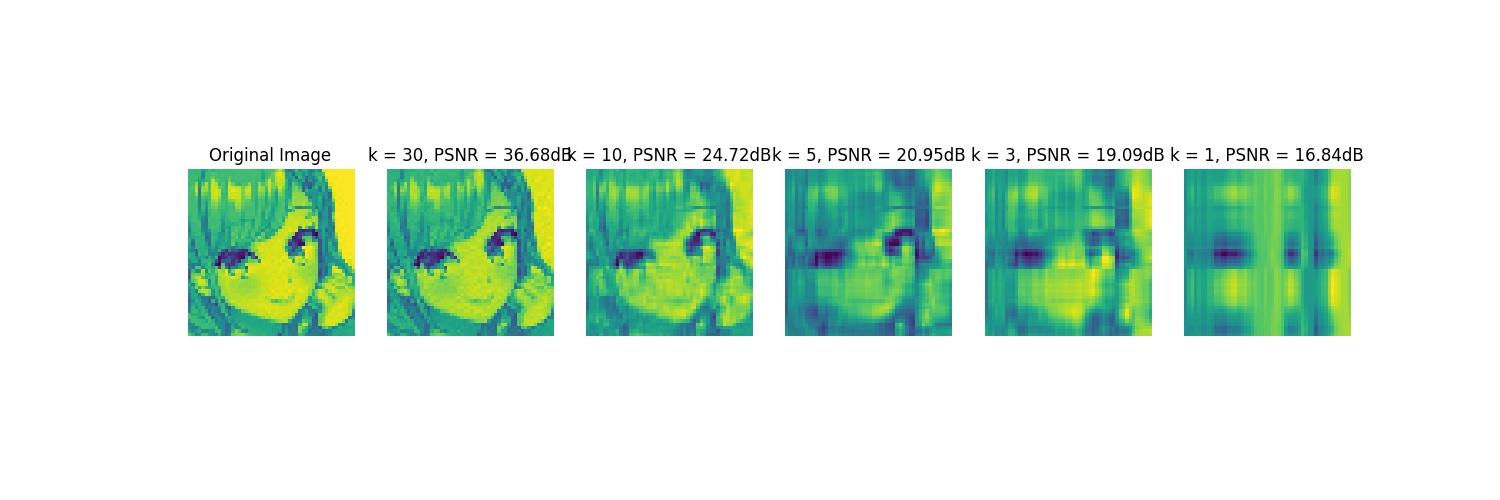 Original Image
k = 30, PSNR = 36.68dB
k = 10, PSNR = 24.72dB
k = 5, PSNR = 20.95dB
k = 3, PSNR = 19.09dB
k = 1, PSNR = 16.84dB